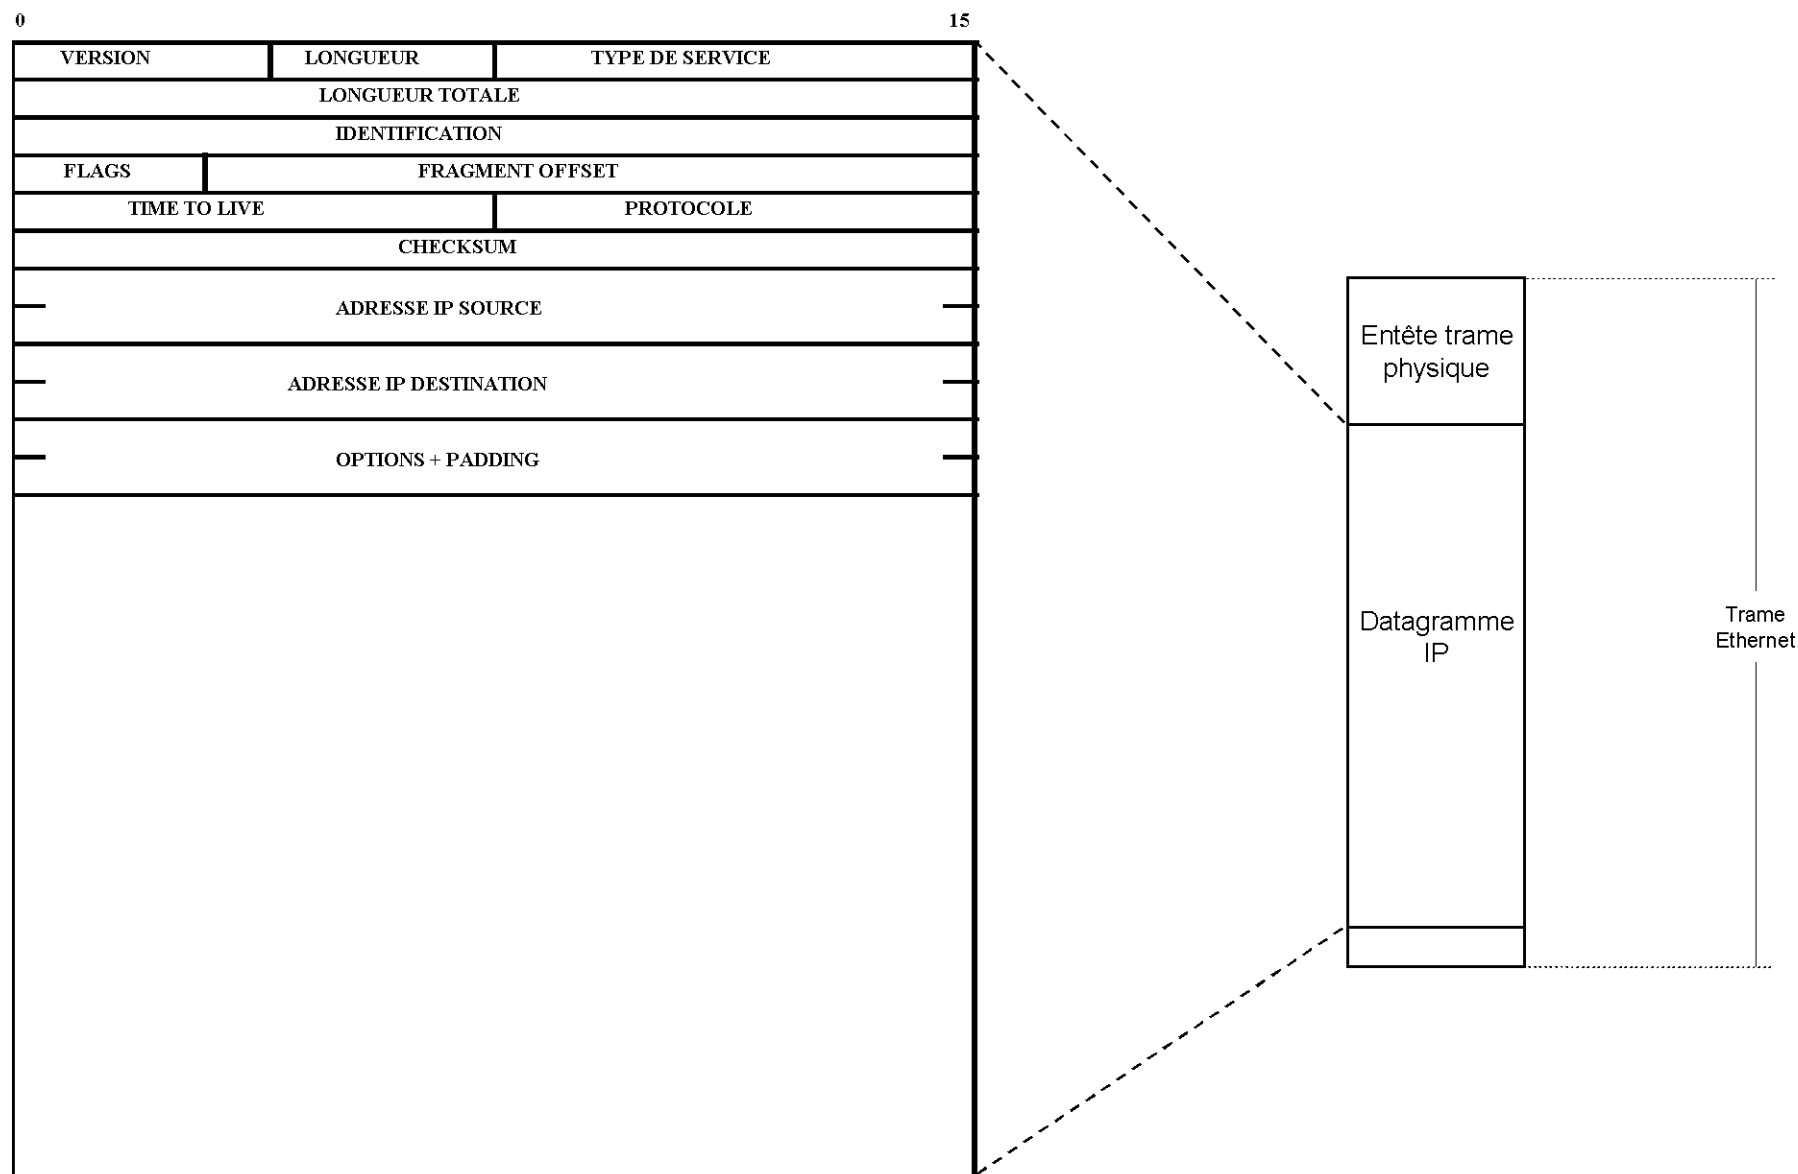 0 15
VERSION LONGUEUR TYPE DE SERVICE
LONGUEUR TOTALE
IDENTIFICATION
FLAGS FRAGMENT OFFSET
TIME TO LIVE PROTOCOLE
CHECKSUM
ADRESSE IP SOURCE
ADRESSE IP DESTINATION
OPTIONS + PADDING
Entête trame
physique
Datagramme
IP
Trame
Ethernet